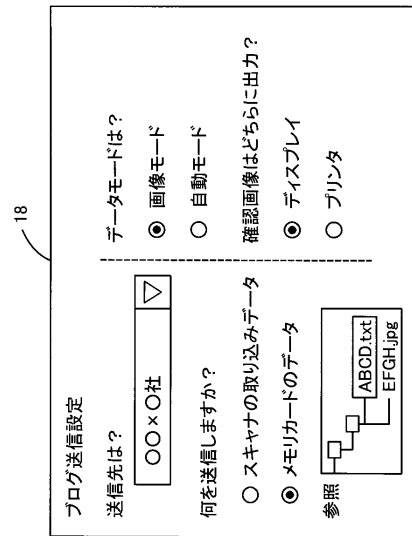 18
ブログ送信設定
送信先は?
○○×○社
何を送信しますか?
スキャナの取り込みデータ
メモリカードのデータ
参照
ABCD.txt
EFGH.jpg
データモードは?
画像モード
自動モード
確認画像はどちらに出力?
ディスプレイ
プリンタ